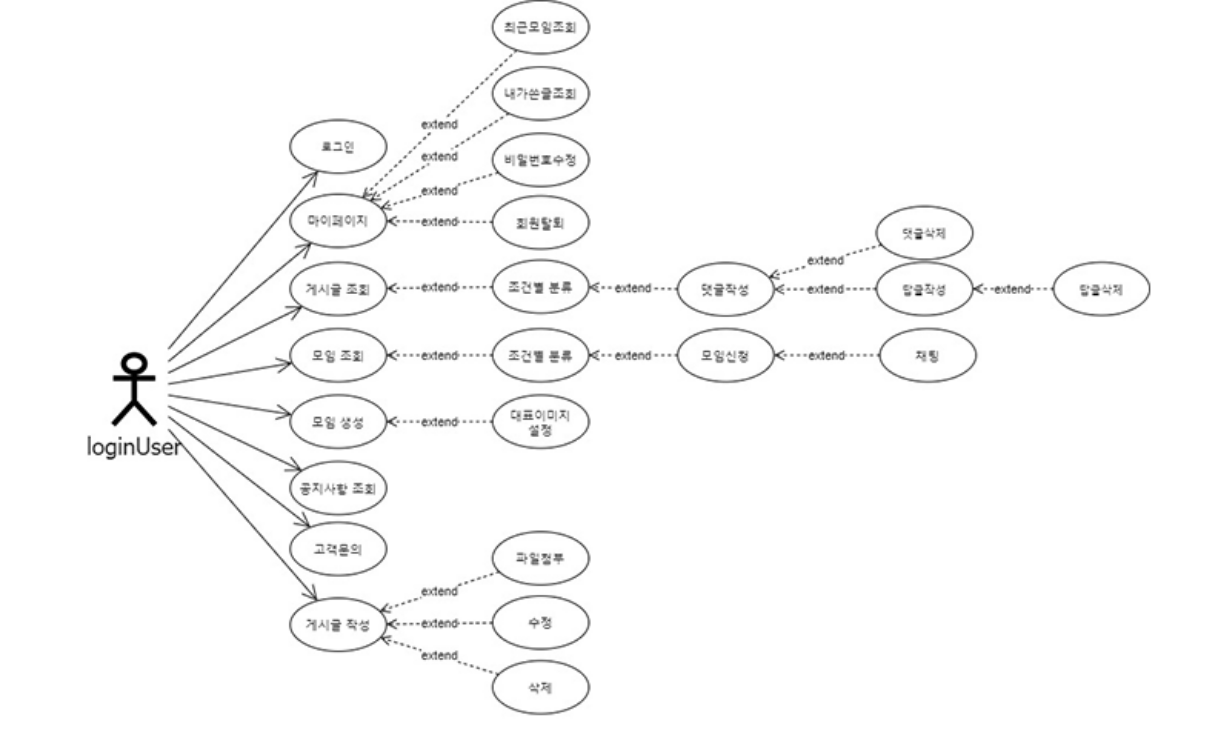 최근모임조회
내가쓴글조회
extend
로그인
extend
비밀번호수정
extend
마이페이지
extend
회원탈퇴
댓글삭제
extend
게시글 조회
extend
조건별 분류
extend
댓글작성
extend
답글작성
extend
답글삭제
모임 조회
extend
조건별 분류
extend
모임신청
extend
채팅
loginUser
모임 생성
extend
대표이미지
설정
공지사항 조회
고객문의
파일첨부
extend
게시글 작성
extend
수정
extend
삭제